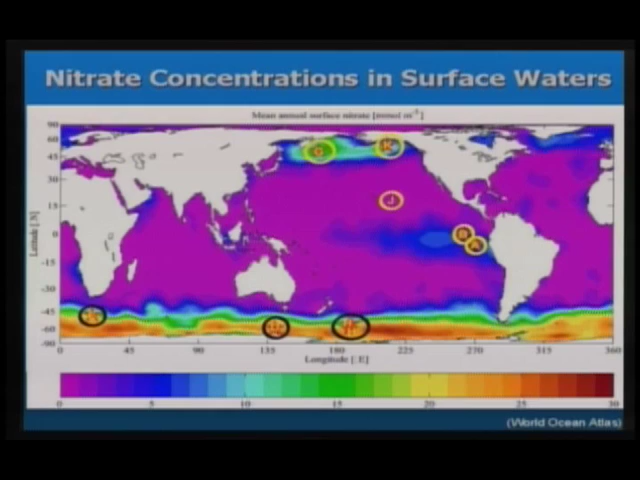 Nitrate Concentrations in Surface Waters
Mean annual surface nitrate [mmol m-3]
90
60
45
30
15
0
-15
-30
-45
-60
-90
Latitude [N]
G
K
J
B
A
0 45 90 135 180 225 270 315 360
Longitude [E]
0 5 10 15 20 25 30
(World Ocean Atlas)